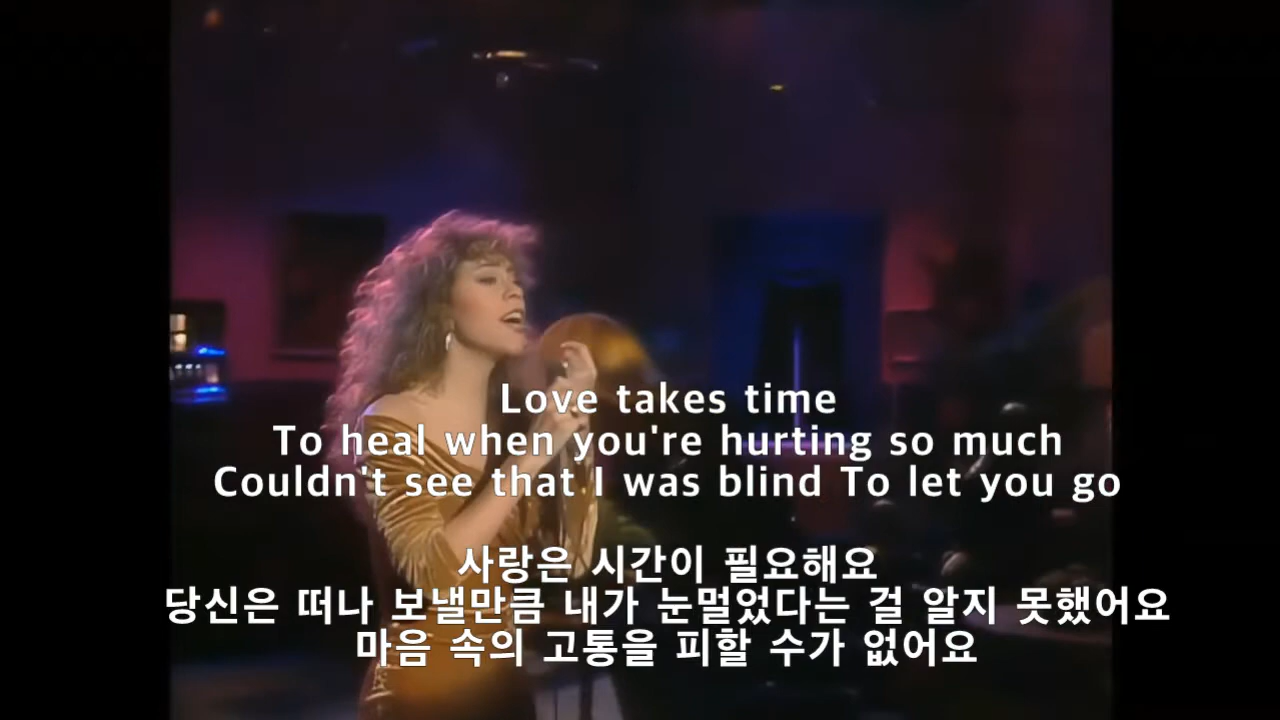 Love takes time
To heal when you're hurting so much
Couldn't see that I was blind To let you go
사랑은 시간이 필요해요
당신은 떠나 보낼만큼 내가 눈멀었다는 걸 알지 못했어요
마음 속의 고통을 피할 수가 없어요